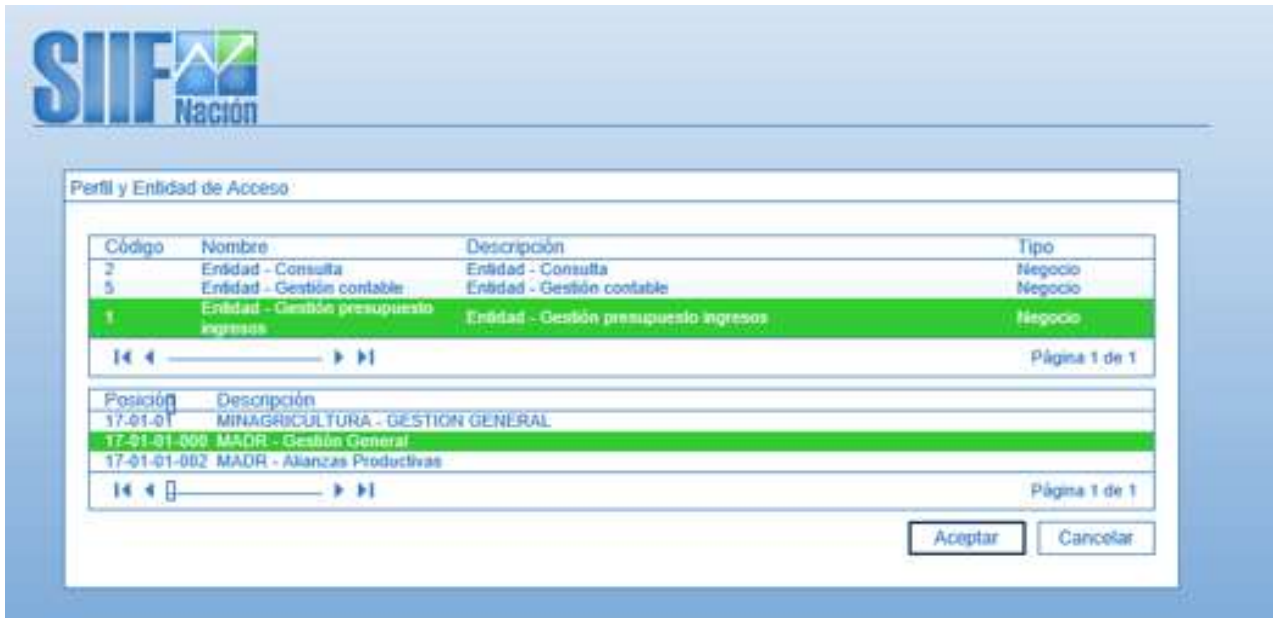 SIIF
Nación
Perfil y Entidad de Acceso
Código Nombre Descripción Tipo
2 Entidad - Consulta Entidad - Consulta Negocio
5 Entidad - Gestión contable Entidad - Gestión contable Negocio
1 Entidad - Gestión presupuesto ingresos Entidad - Gestión presupuesto ingresos Negocio
Página 1 de 1
Posición Descripción
17-01-01 MINAGRICULTURA - GESTION GENERAL
17-01-01-000 MADR - Gestión General
17-01-01-002 MADR - Alianzas Productivas
Página 1 de 1
Aceptar Cancelar